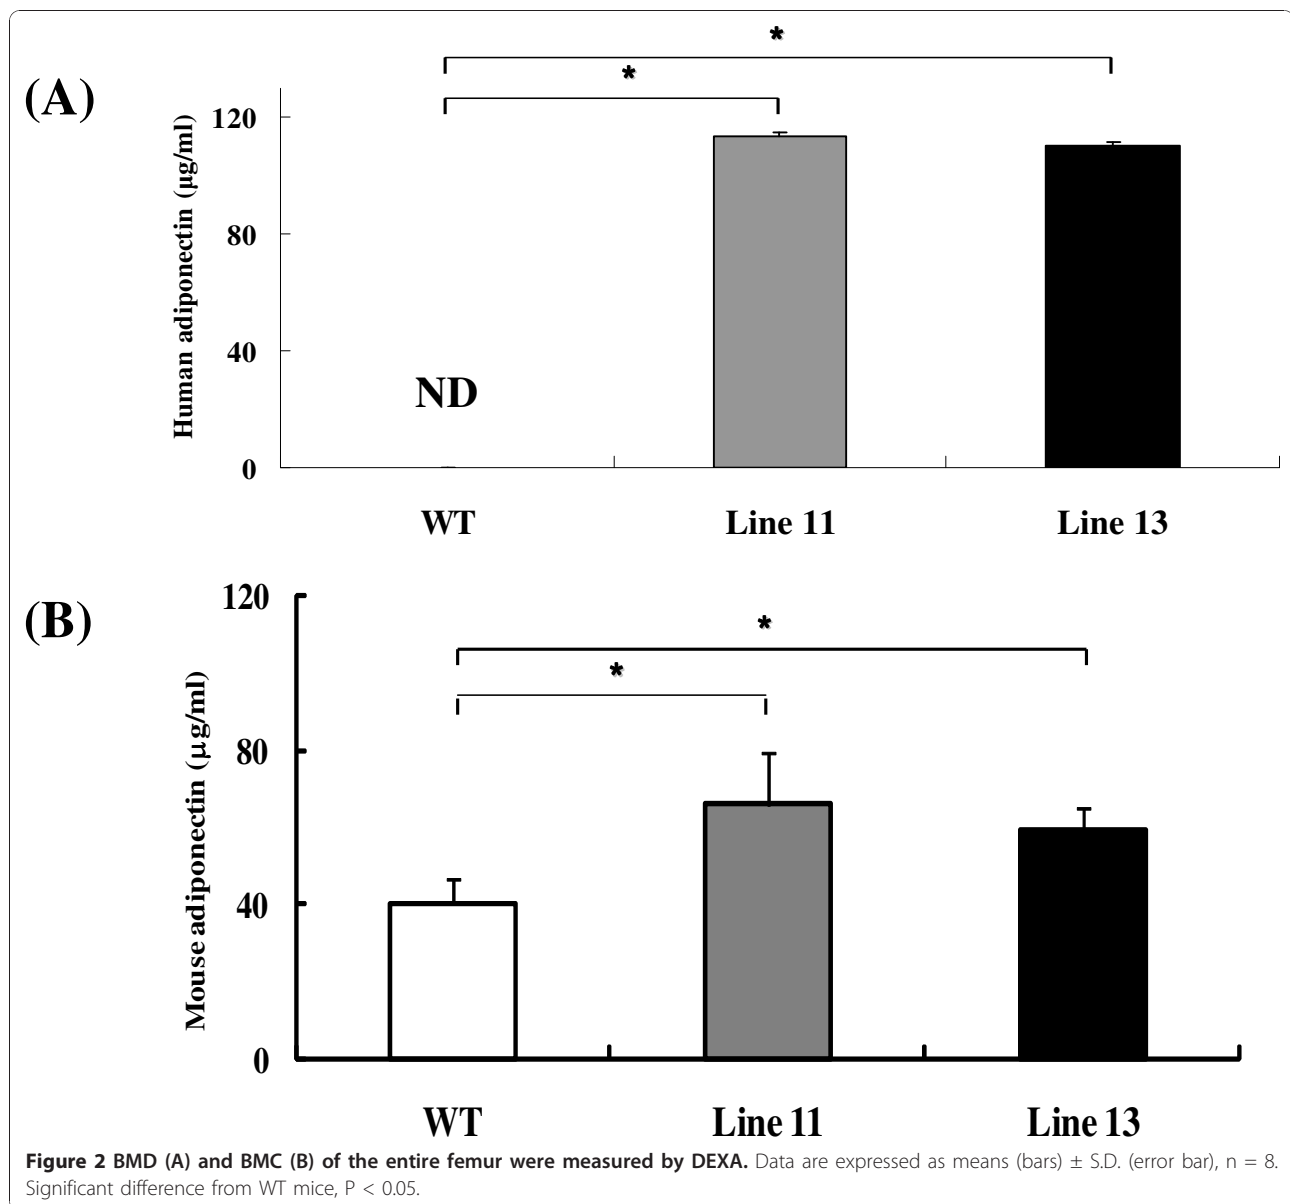 *
*
(A)
Human adiponectin (µg/ml)
120
80
40
0
ND
WT Line 11 Line 13
(B)
Mouse adiponectin (µg/ml)
120
80
40
0
*
*
WT Line 11 Line 13
Figure 2 BMD (A) and BMC (B) of the entire femur were measured by DEXA. Data are expressed as means (bars) ± S.D. (error bar), n = 8.
Significant difference from WT mice, P < 0.05.